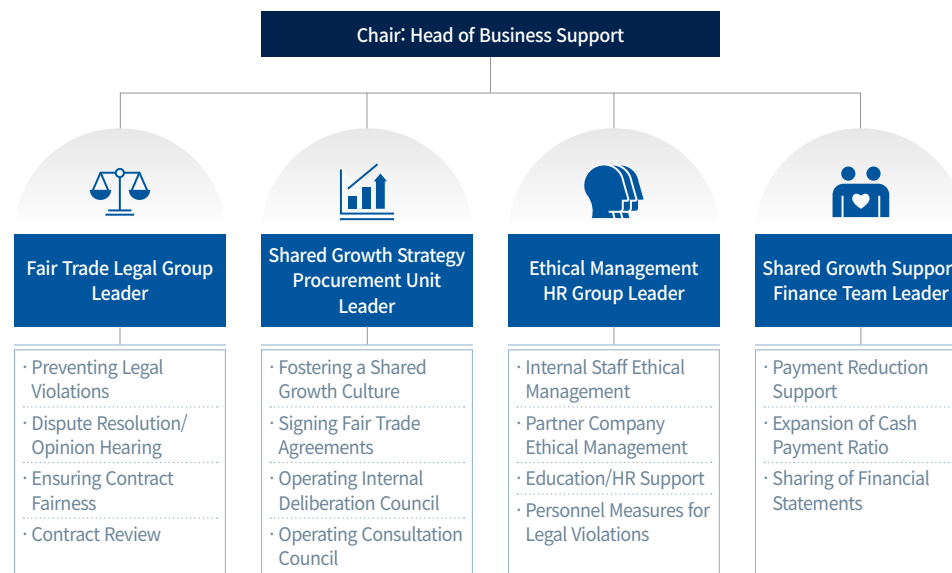 Chair: Head of Business Support
Fair Trade Legal Group
Leader
· Preventing Legal
Violations
· Dispute Resolution/
Opinion Hearing
· Ensuring Contract
Fairness
· Contract Review
Shared Growth Strategy
Procurement Unit
Leader
· Fostering a Shared
Growth Culture
· Signing Fair Trade
Agreements
· Operating Internal
Deliberation Council
· Operating Consultation
Council
Ethical Management
HR Group Leader
· Internal Staff Ethical
Management
· Partner Company
Ethical Management
· Education/HR Support
· Personnel Measures for
Legal Violations
Shared Growth Support
Finance Team Leader
· Payment Reduction
Support
· Expansion of Cash
Payment Ratio
· Sharing of Financial
Statements